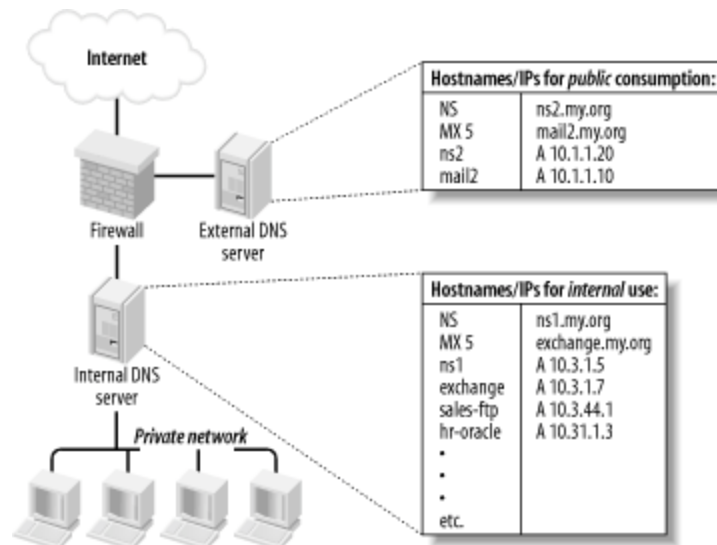 Internet
Firewall
External DNS
server
Hostnames/IPs for public consumption:
NS ns2.my.org
MX 5 mail2.my.org
ns2 A 10.1.1.20
mail2 A 10.1.1.10
Internal DNS
server
Private network
Hostnames/IPs for internal use:
NS ns1.my.org
MX 5 exchange.my.org
ns1 A 10.3.1.5
exchange A 10.3.1.7
sales-ftp A 10.3.44.1
hr-oracle A 10.31.1.3
•
•
•
etc.